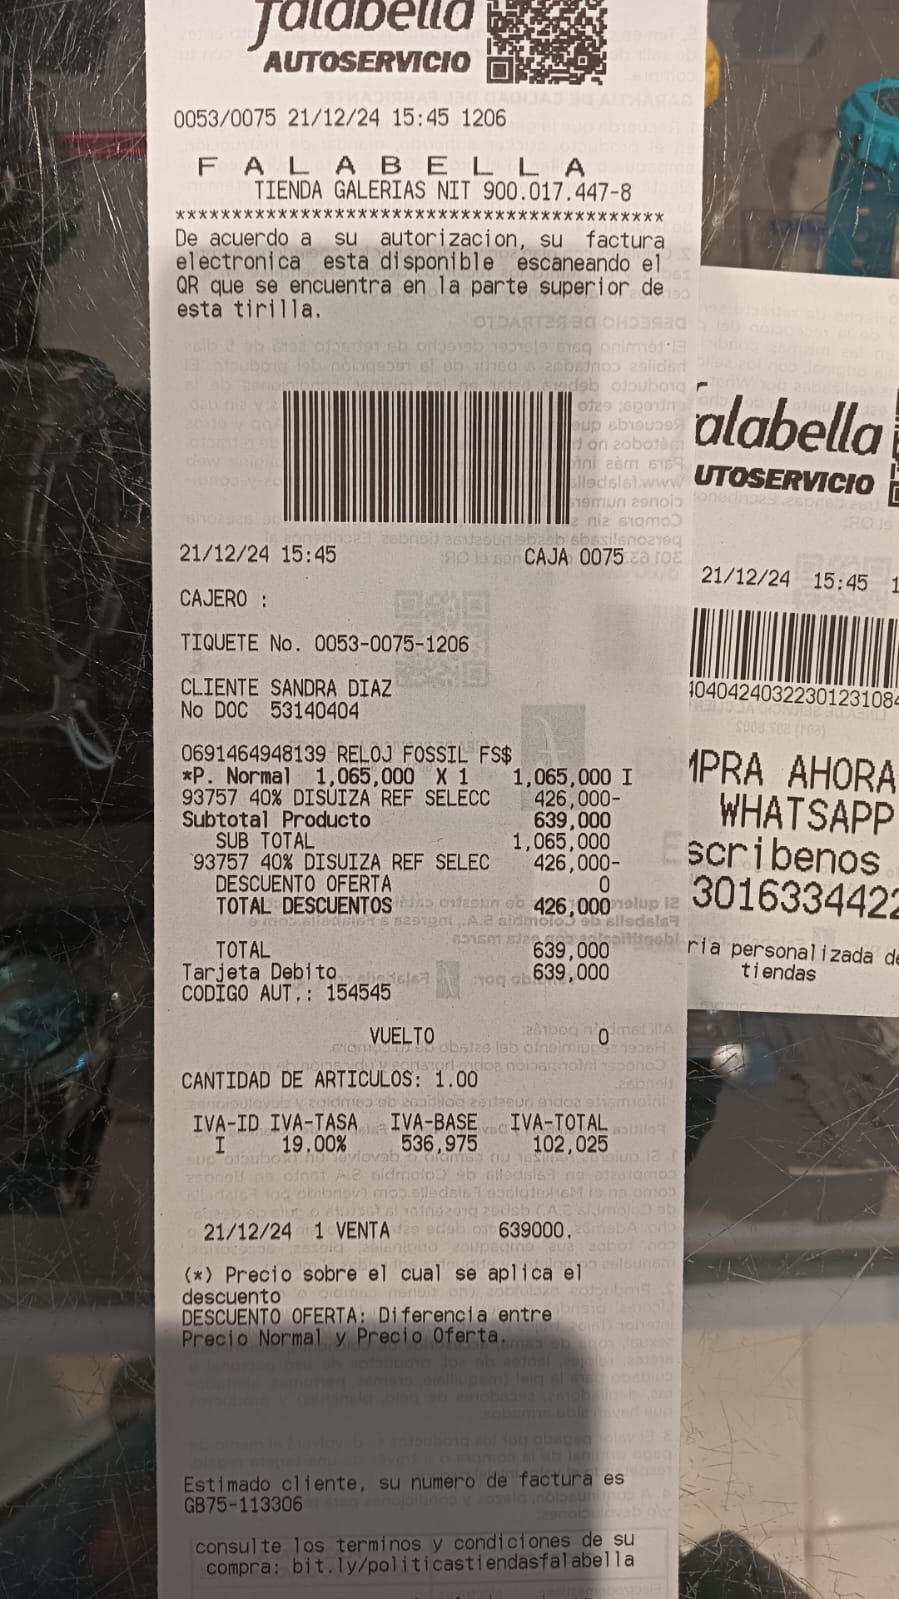 falabella
AUTOSERVICIO
0053/0075 21/12/24 15:45 1206
F A L A B E L L A
TIENDA GALERIAS NIT 900.017.447-8
********************************************
De acuerdo a su autorizacion, su factura
electronica esta disponible escaneando el
QR que se encuentra en la parte superior de
esta tirilla.
21/12/24 15:45 CAJA 0075
CAJERO :
TIQUETE No. 0053-0075-1206
CLIENTE SANDRA DIAZ
No DOC 53140404
0691464948139 RELOJ FOSSIL FS$
*P. Normal 1,065,000 X 1 1,065,000 I
93757 40% DISUIZA REF SELECC 426,000-
Subtotal Producto 639,000
SUB TOTAL 1,065,000
93757 40% DISUIZA REF SELEC 426,000-
DESCUENTO OFERTA 0
TOTAL DESCUENTOS 426,000
TOTAL 639,000
Tarjeta Debito 639,000
CODIGO AUT.: 154545
VUELTO 0
CANTIDAD DE ARTICULOS: 1.00
IVA-ID IVA-TASA IVA-BASE IVA-TOTAL
I 19.00% 536,975 102,025
21/12/24 1 VENTA 639000.
(*) Precio sobre el cual se aplica el
descuento
DESCUENTO OFERTA: Diferencia entre
Precio Normal y Precio Oferta.
Estimado cliente, su numero de factura es
GB75-113306
consulte los terminos y condiciones de su
compra: bit.ly/politicastiendasfalabella
alabella
UTOSERVICIO
21/12/24 15:45 1
4040424032230123108
MPRA AHORA
WHATSAPP
scribenos
3016334422
ria personalizada de
tiendas